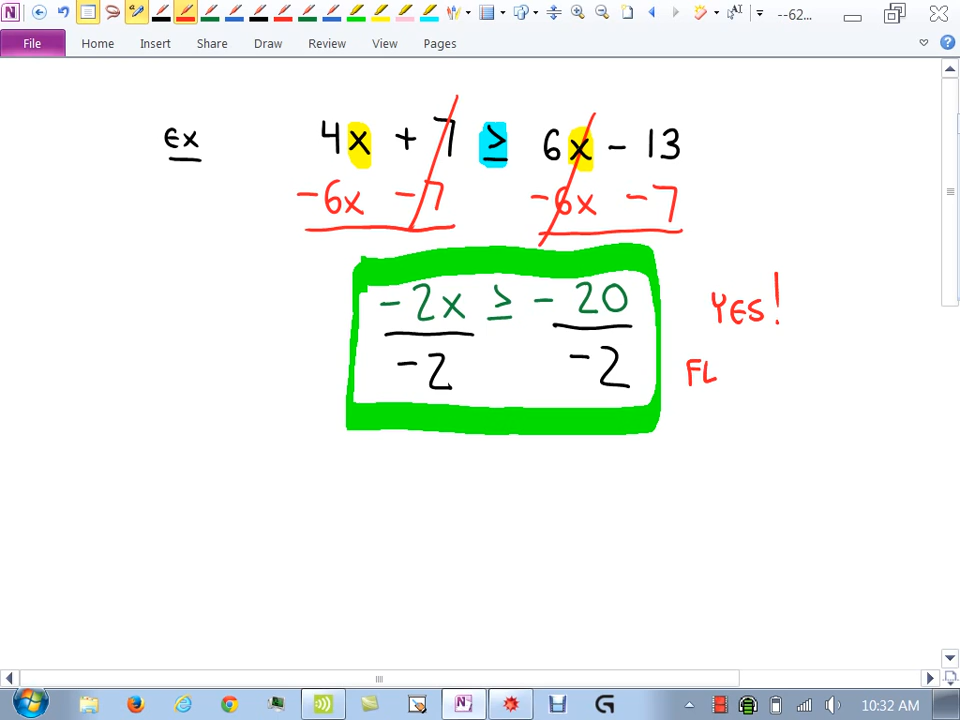 --62...
File Home Insert Share Draw Review View Pages
Ex 4x + 7 ≥ 6x - 13
-6x -7 -6x -7
-2x ≥ -20 YES!
-2 -2 FL
10:32 AM